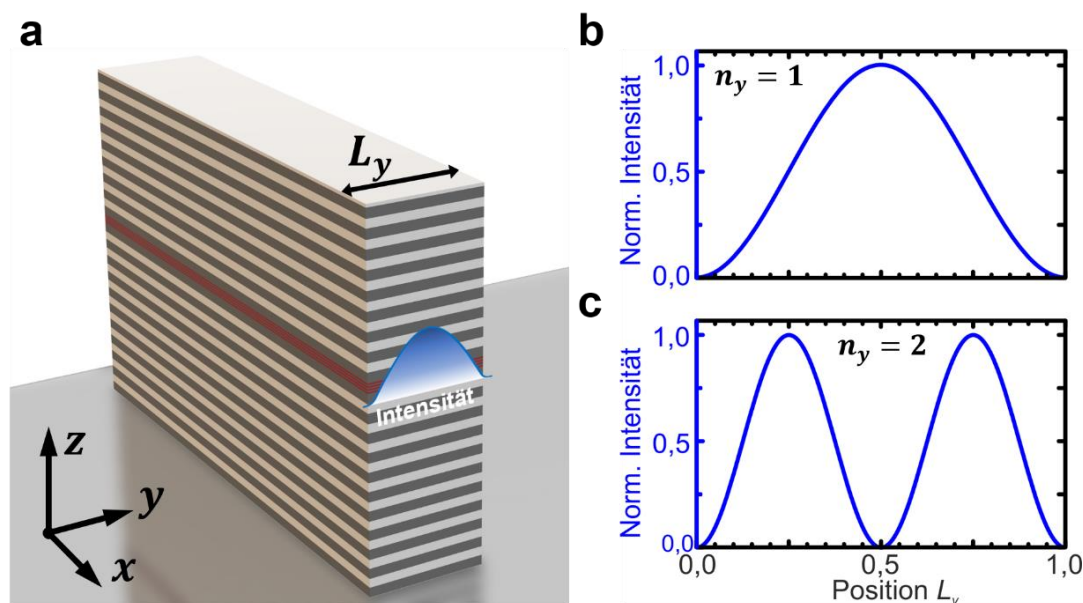 a
L_y
Intensität
z
y
x
b
n_y = 1
Norm. Intensität
1,0
0,5
0,0
c
n_y = 2
Norm. Intensität
1,0
0,5
0,0
0,0 0,5 1,0
Position L_y